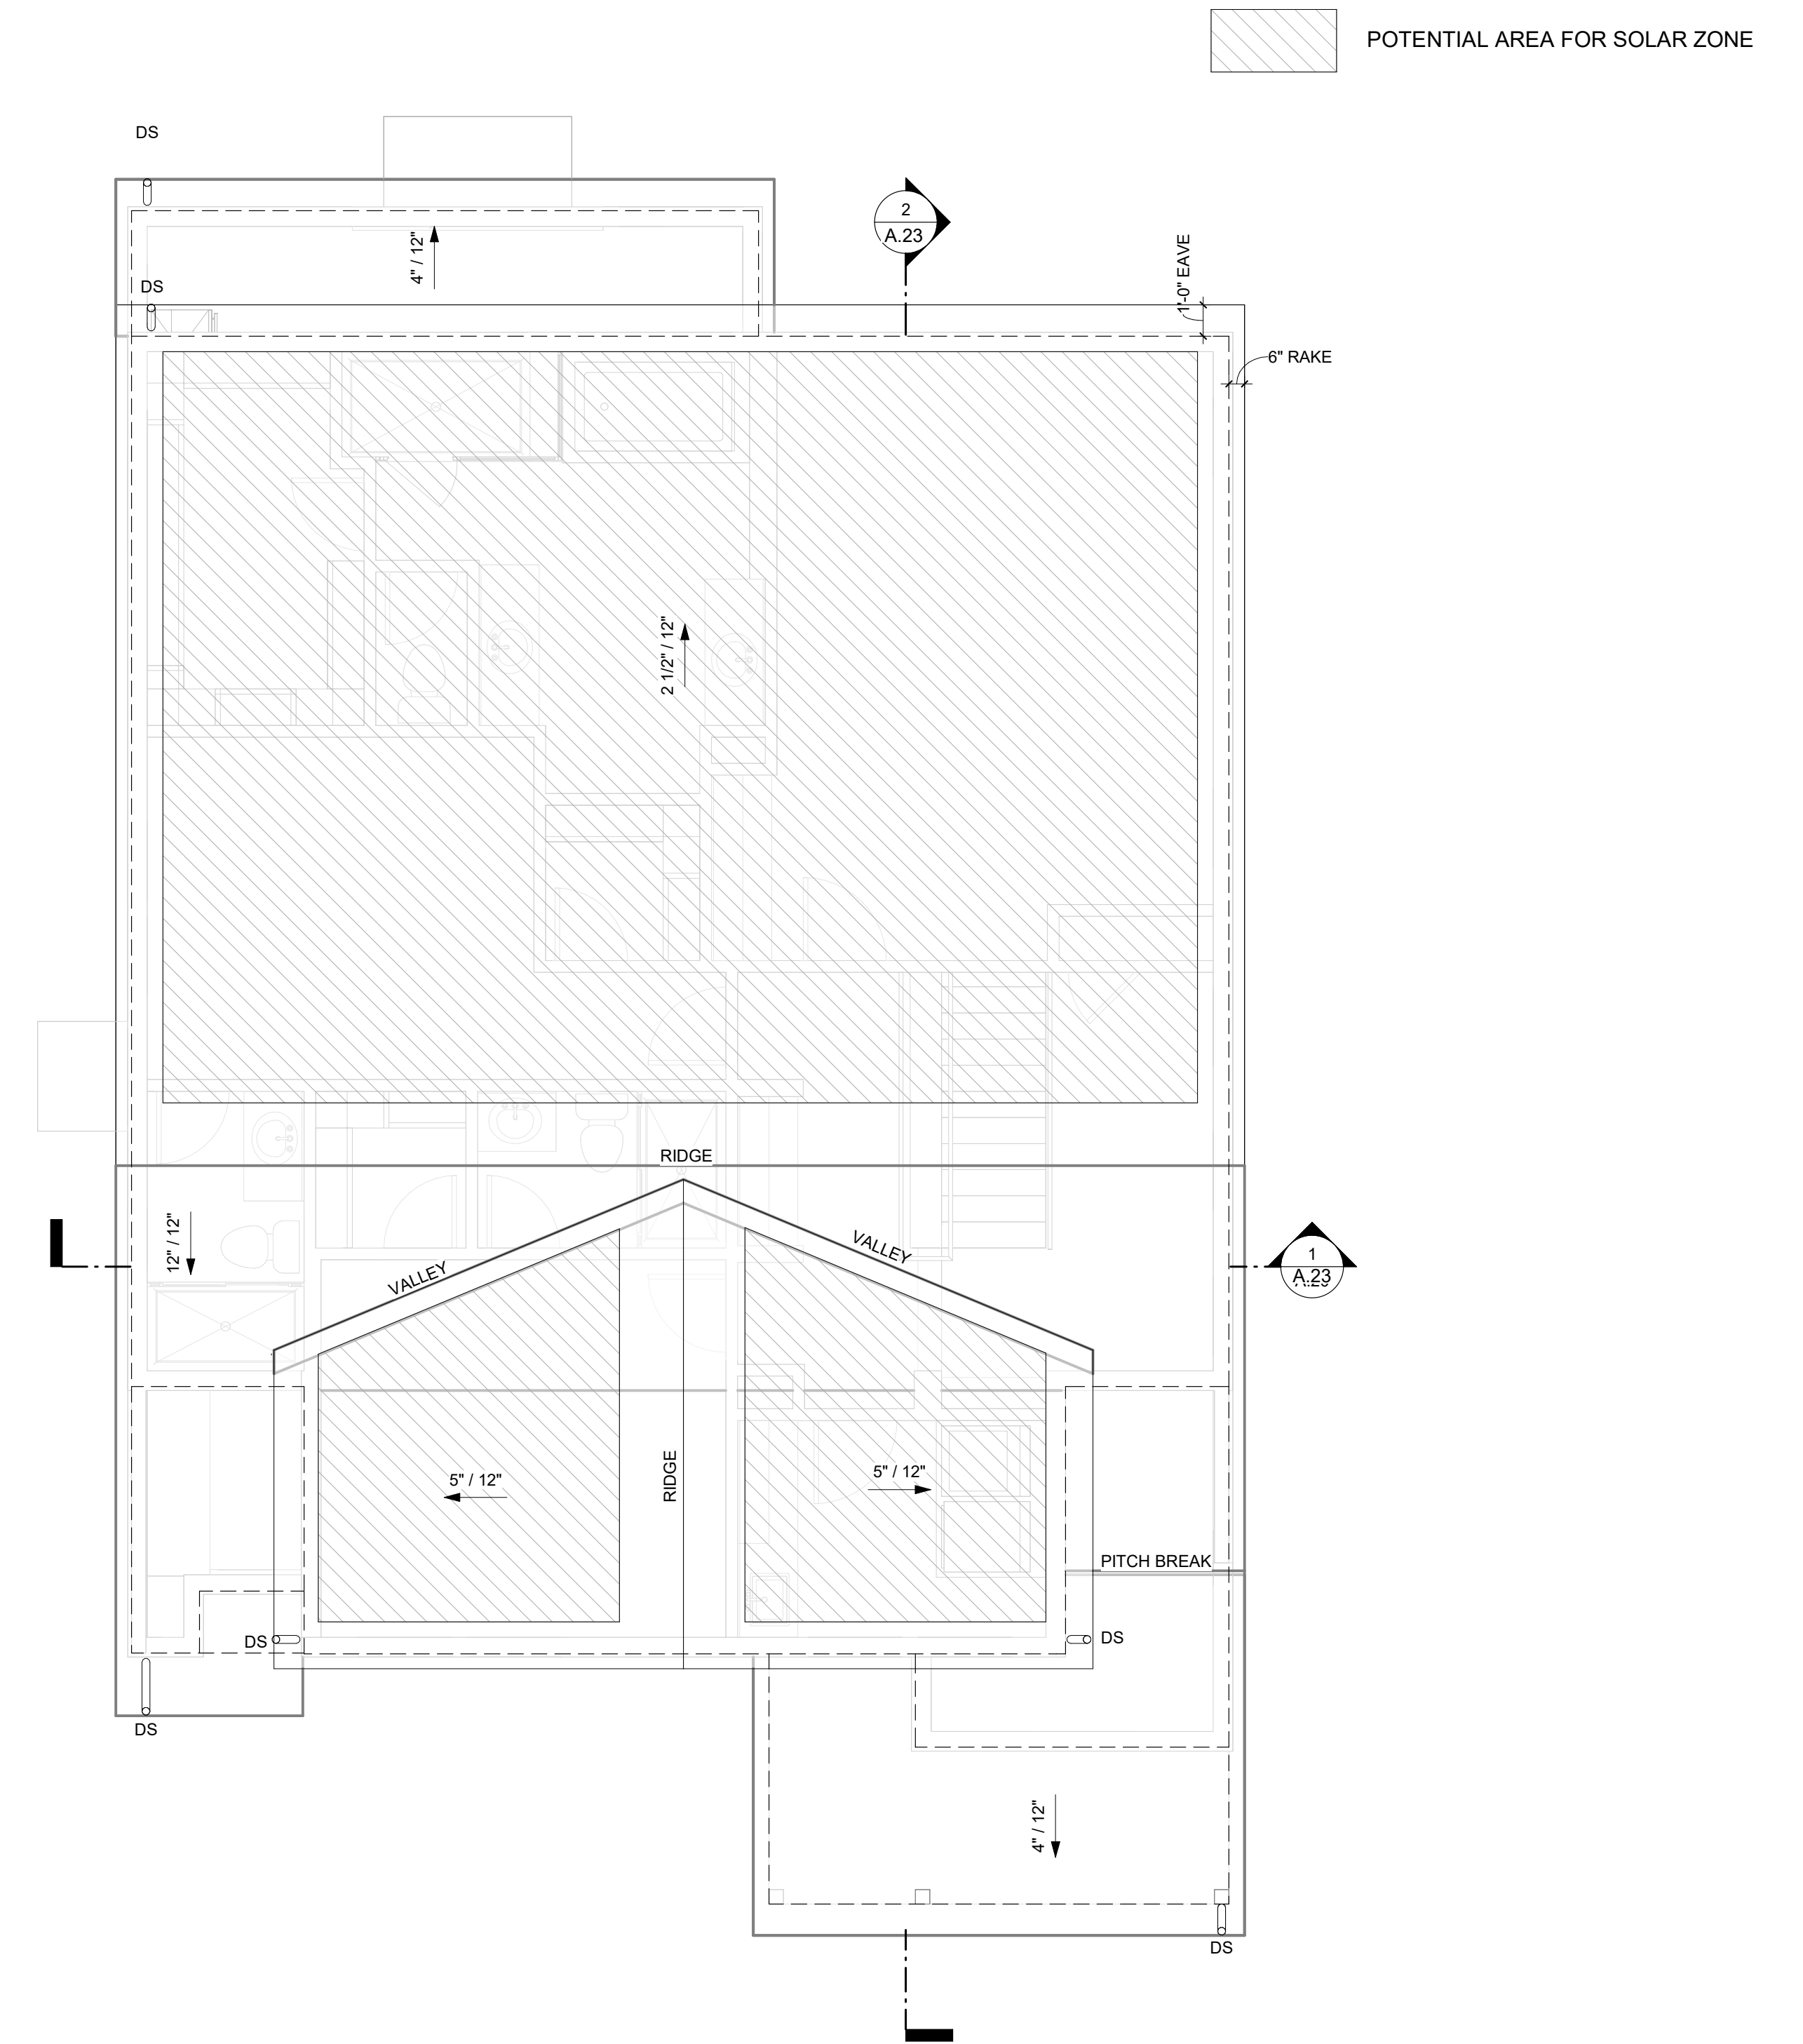 POTENTIAL AREA FOR SOLAR ZONE
DS
2
A.23
4" / 12"
1'-0" EAVE
DS
6" RAKE
2 1/2" / 12"
RIDGE
12" / 12"
VALLEY
VALLEY
1
A.23
RIDGE
5" / 12"
5" / 12"
PITCH BREAK
DS
DS
DS
4" / 12"
DS